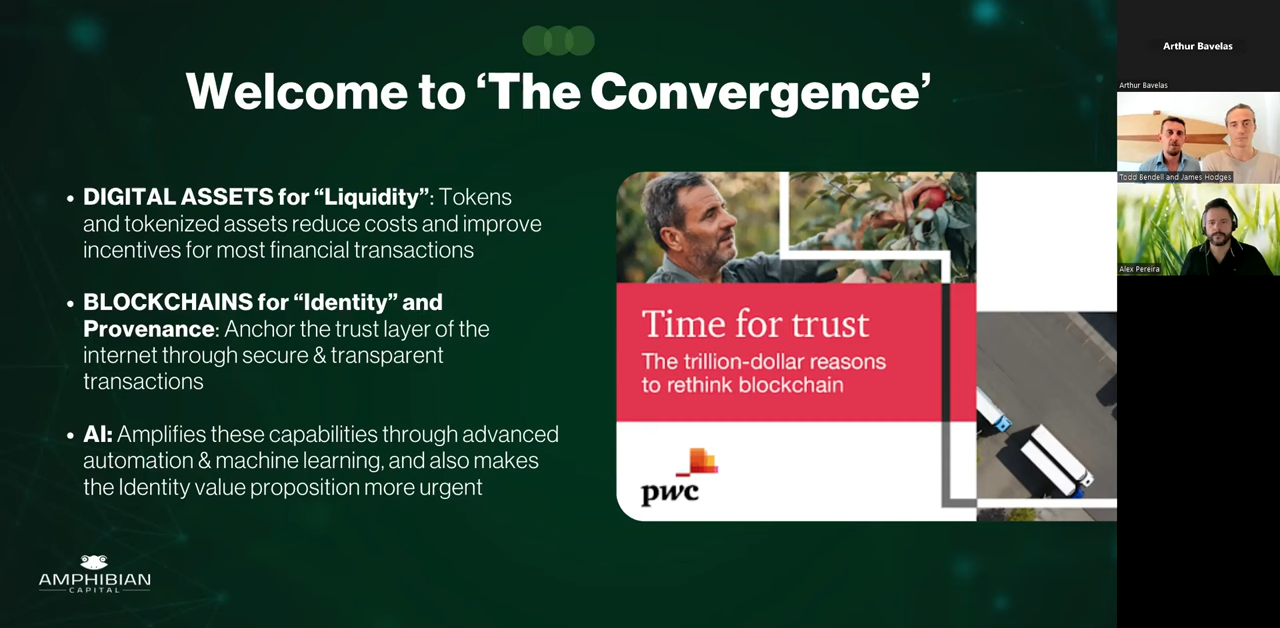 Welcome to ‘The Convergence’
• DIGITAL ASSETS for “Liquidity”: Tokens
and tokenized assets reduce costs and improve
incentives for most financial transactions
• BLOCKCHAINS for “Identity” and
Provenance: Anchor the trust layer of the
internet through secure & transparent
transactions
• AI: Amplifies these capabilities through advanced
automation & machine learning, and also makes
the Identity value proposition more urgent
AMPHIBIAN
CAPITAL
Time for trust
The trillion-dollar reasons
to rethink blockchain
pwc
Arthur Bavelas
Arthur Bavelas
Todd Bendell and James Hodges
Alex Pereira